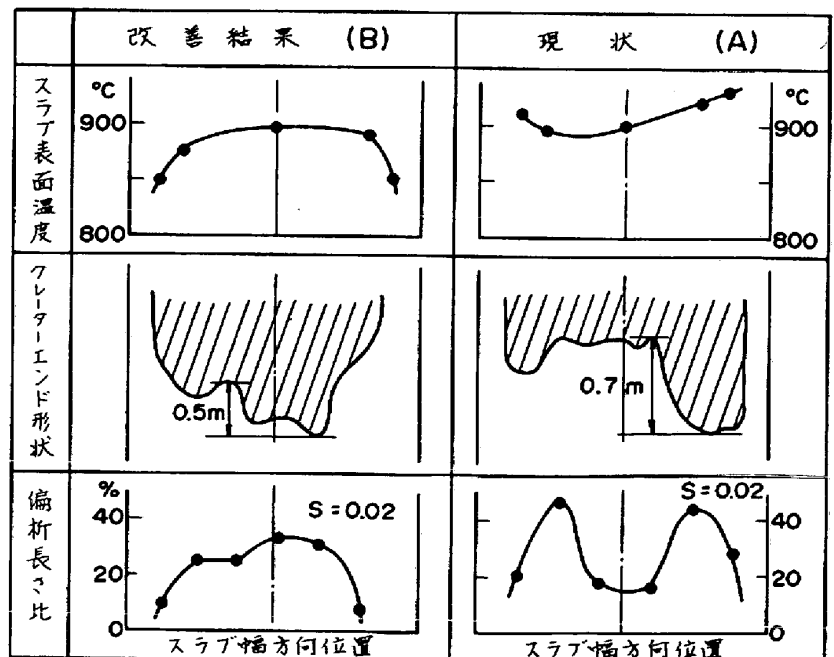 改善結果 (B)
現状 (A)
スラブ表面温度
°C
900
800
°C
900
800
クレーターエンド形状
0.5m
0.7m
偏析長さ比
%
40
20
0
S=0.02
スラブ幅方向位置
S=0.02
40
20
0
スラブ幅方向位置